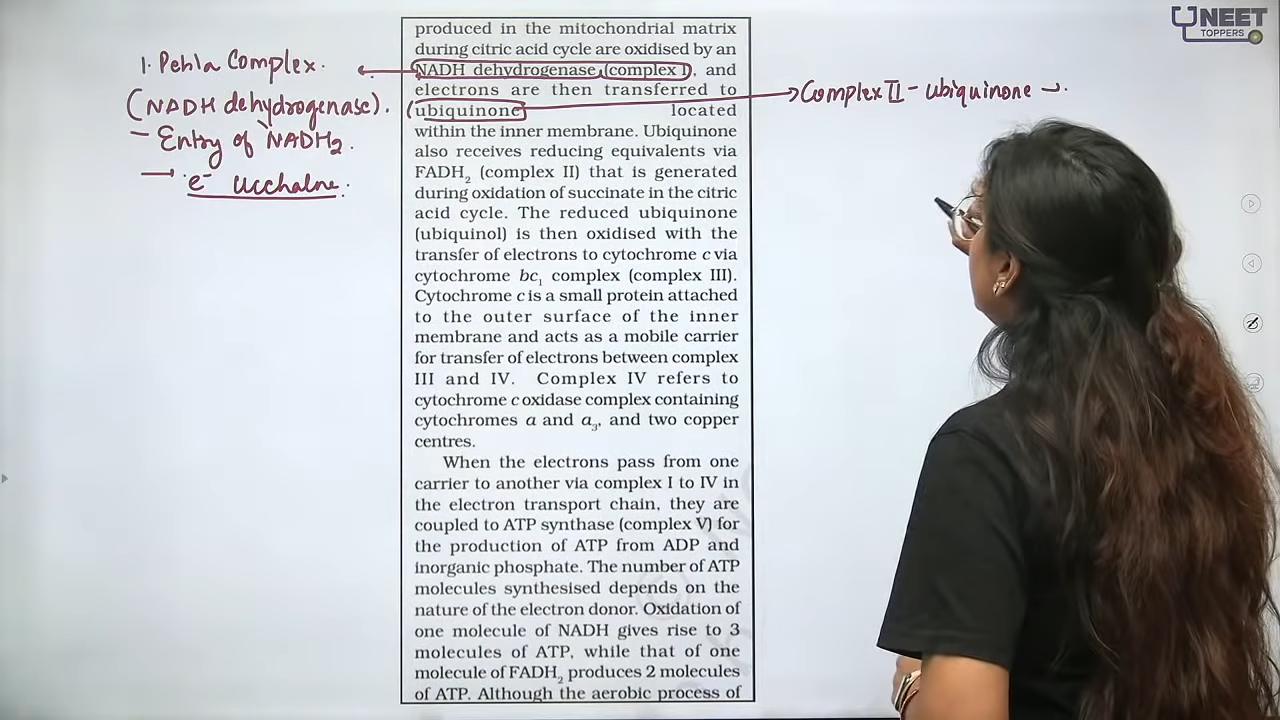 NEET
TOPPERS
1. Pehla Complex.
(NADH dehydrogenase).
- Entry of NADH2.
→ e- ucchalne.
Complex II - ubiquinone
produced in the mitochondrial matrix
during citric acid cycle are oxidised by an
NADH dehydrogenase (complex I), and
electrons are then transferred to
ubiquinone located
within the inner membrane. Ubiquinone
also receives reducing equivalents via
FADH2 (complex II) that is generated
during oxidation of succinate in the citric
acid cycle. The reduced ubiquinone
(ubiquinol) is then oxidised with the
transfer of electrons to cytochrome c via
cytochrome bc1 complex (complex III).
Cytochrome c is a small protein attached
to the outer surface of the inner
membrane and acts as a mobile carrier
for transfer of electrons between complex
III and IV. Complex IV refers to
cytochrome c oxidase complex containing
cytochromes a and a3, and two copper
centres.
When the electrons pass from one
carrier to another via complex I to IV in
the electron transport chain, they are
coupled to ATP synthase (complex V) for
the production of ATP from ADP and
inorganic phosphate. The number of ATP
molecules synthesised depends on the
nature of the electron donor. Oxidation of
one molecule of NADH gives rise to 3
molecules of ATP, while that of one
molecule of FADH2 produces 2 molecules
of ATP. Although the aerobic process of